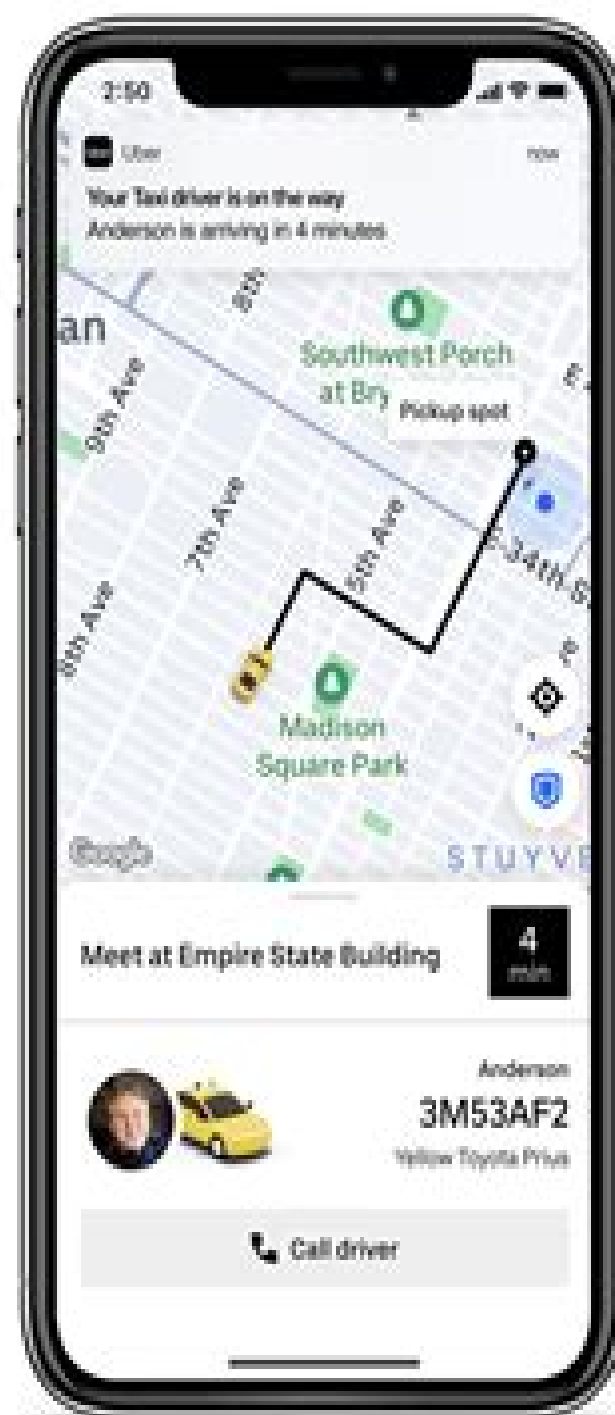 2:50
Uber
now
Your Taxi driver is on the way
Anderson is arriving in 4 minutes
an
8th
9th Ave
Southwest Porch
at Bry
Pickup spot
7th Ave
5th Ave
E 34th S
8th Ave
Madison
Square Park
Google
STUYVE
Meet at Empire State Building
4
min
Anderson
3M53AF2
Yellow Toyota Prius
Call driver